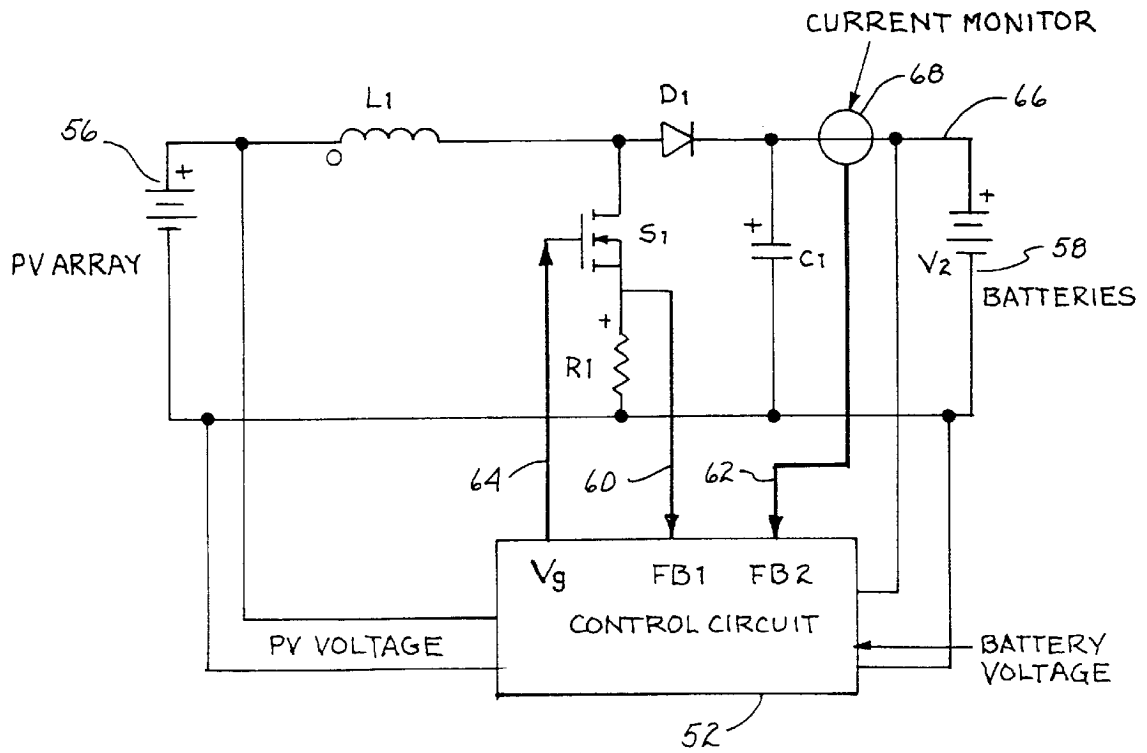 CURRENT MONITOR
68
L1
D1
66
56
+
+
S1
+
C1
V2
58
PV ARRAY
BATTERIES
+
R1
64
60
62
Vg
FB1
FB2
CONTROL CIRCUIT
PV VOLTAGE
BATTERY
VOLTAGE
52